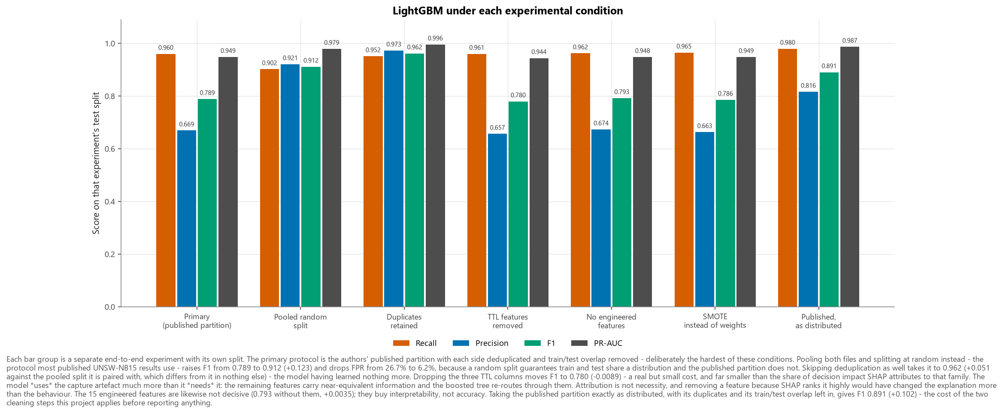 LightGBM under each experimental condition
Score on that experiment's test split
1.0
0.8
0.6
0.4
0.2
0.0
0.960
0.669
0.789
0.949
0.902
0.921
0.912
0.979
0.952
0.973
0.962
0.996
0.961
0.657
0.780
0.944
0.962
0.674
0.793
0.948
0.965
0.663
0.786
0.949
0.980
0.816
0.891
0.987
Primary
(published partition)
Pooled random
split
Duplicates
retained
TTL features
removed
No engineered
features
SMOTE
instead of weights
Published,
as distributed
Recall
Precision
F1
PR-AUC
Each bar group is a separate end-to-end experiment with its own split. The primary protocol is the authors' published partition with each side deduplicated and train/test overlap removed - deliberately the hardest of these conditions. Pooling both files and splitting at random instead - the
protocol most published UNSW-NB15 results use - raises F1 from 0.789 to 0.912 (+0.123) and drops FPR from 26.7% to 6.2%, because a random split guarantees train and test share a distribution and the published partition does not. Skipping deduplication as well takes it to 0.962 (+0.051
against the pooled split it is paired with, which differs from it in nothing else) - the model having learned nothing more. Dropping the three TTL columns moves F1 to 0.780 (-0.0089) - a real but small cost, and far smaller than the share of decision impact SHAP attributes to that family. The
model *uses* the capture artefact much more than it *needs* it: the remaining features carry near-equivalent information and the boosted tree re-routes through them. Attribution is not necessity, and removing a feature because SHAP ranks it highly would have changed the explanation more
than the behaviour. The 15 engineered features are likewise not decisive (0.793 without them, +0.0035); they buy interpretability, not accuracy. Taking the published partition exactly as distributed, with its duplicates and its train/test overlap left in, gives F1 0.891 (+0.102) - the cost of the two
cleaning steps this project applies before reporting anything.